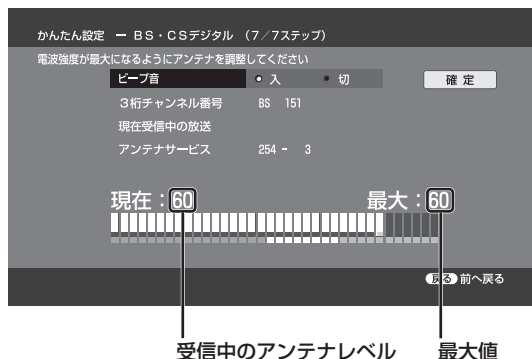 かんたん設定 ー BS・CSデジタル (7/7ステップ)
電波強度が最大になるようにアンテナを調整してください
ビープ音 入 切 確定
3桁チャンネル番号 BS 151
現在受信中の放送
アンテナサービス 254 - 3
現在:60 最大:60
戻る 前へ戻る
受信中のアンテナレベル 最大値